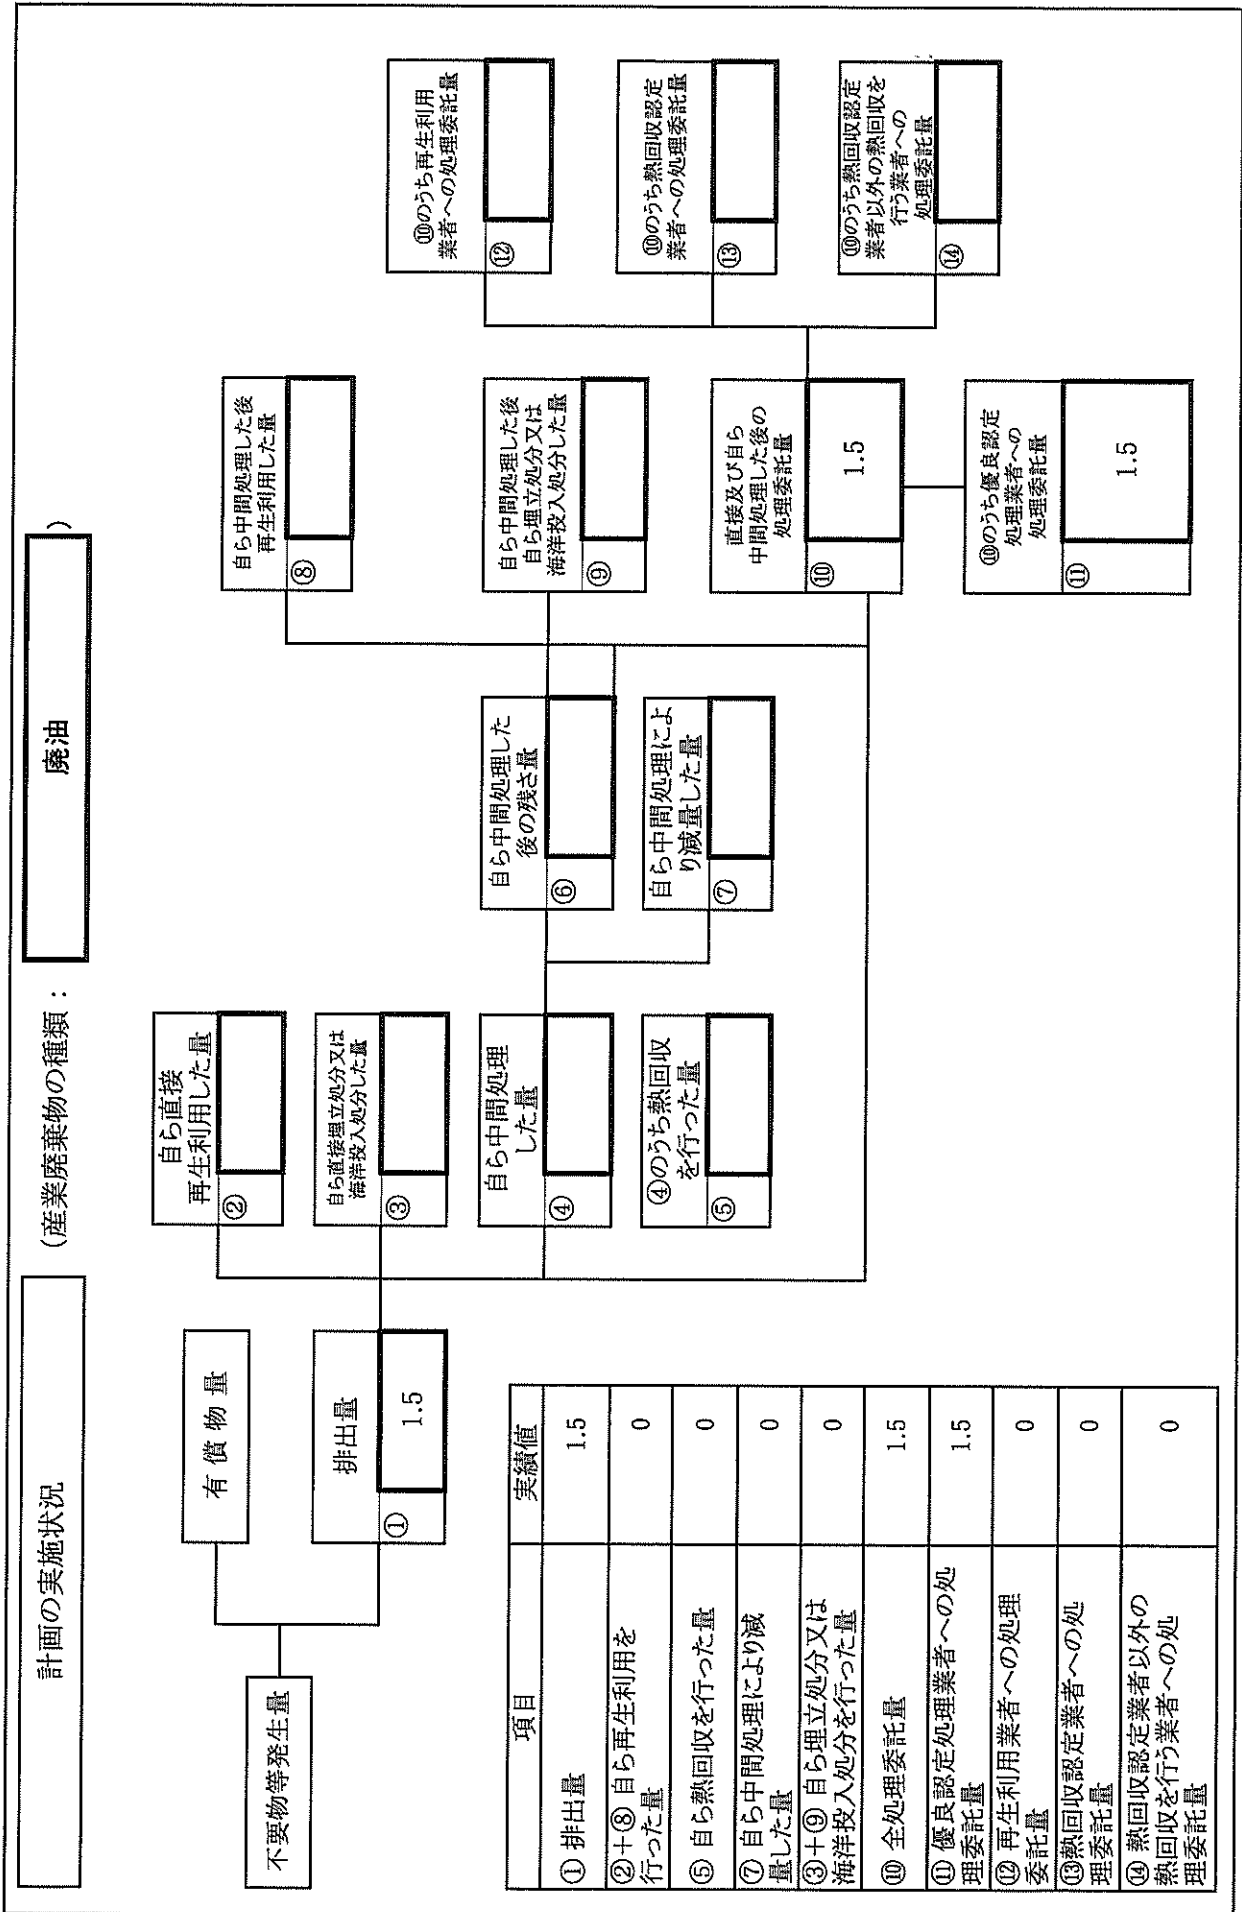 計画の実施状況
(産業廃棄物の種類:
廃油
)
不要物等発生量
有 償 物 量
排出量
①
1.5
自ら直接
再生利用した量
②
自ら直接埋立処分又は
海洋投入処分した量
③
自ら中間処理
した量
④
④のうち熱回収
を行った量
⑤
自ら中間処理した
後の残さ量
⑥
自ら中間処理によ
り減量した量
⑦
自ら中間処理した後
再生利用した量
⑧
自ら中間処理した後
自ら埋立処分又は
海洋投入処分した量
⑨
直接及び自ら
中間処理した後の
処理委託量
⑩
1.5
⑩のうち優良認定
処理業者への
処理委託量
⑪
1.5
⑩のうち再生利用
業者への処理委託量
⑫
⑩のうち熱回収認定
業者への処理委託量
⑬
⑩のうち熱回収認定
業者以外の熱回収を
行う業者への
処理委託量
⑭
項目 実績値
① 排出量 1.5
②+⑧ 自ら再生利用を
行った量 0
⑤ 自ら熱回収を行った量 0
⑦ 自ら中間処理により減
量した量 0
③+⑨ 自ら埋立処分又は
海洋投入処分を行った量 0
⑩ 全処理委託量 1.5
⑪ 優良認定処理業者への処
理委託量 1.5
⑫ 再生利用業者への処理
委託量 0
⑬熱回収認定業者への処
理委託量 0
⑭ 熱回収認定業者以外の
熱回収を行う業者への処
理委託量 0